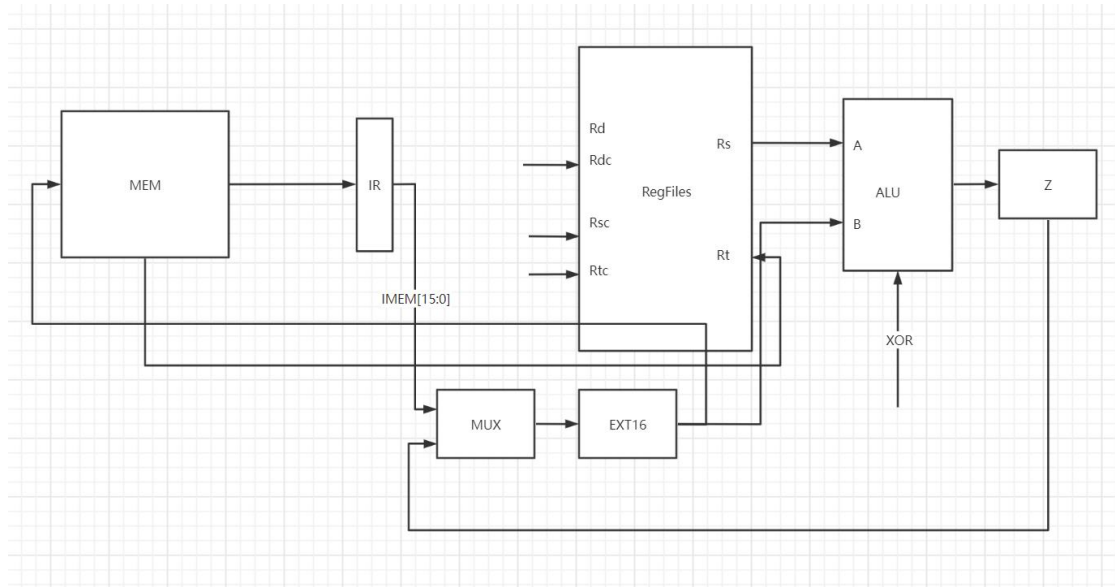 MEM
IR
IMEM[15:0]
Rd
Rdc
Rsc
Rtc
RegFiles
Rs
Rt
A
B
ALU
Z
XOR
MUX
EXT16